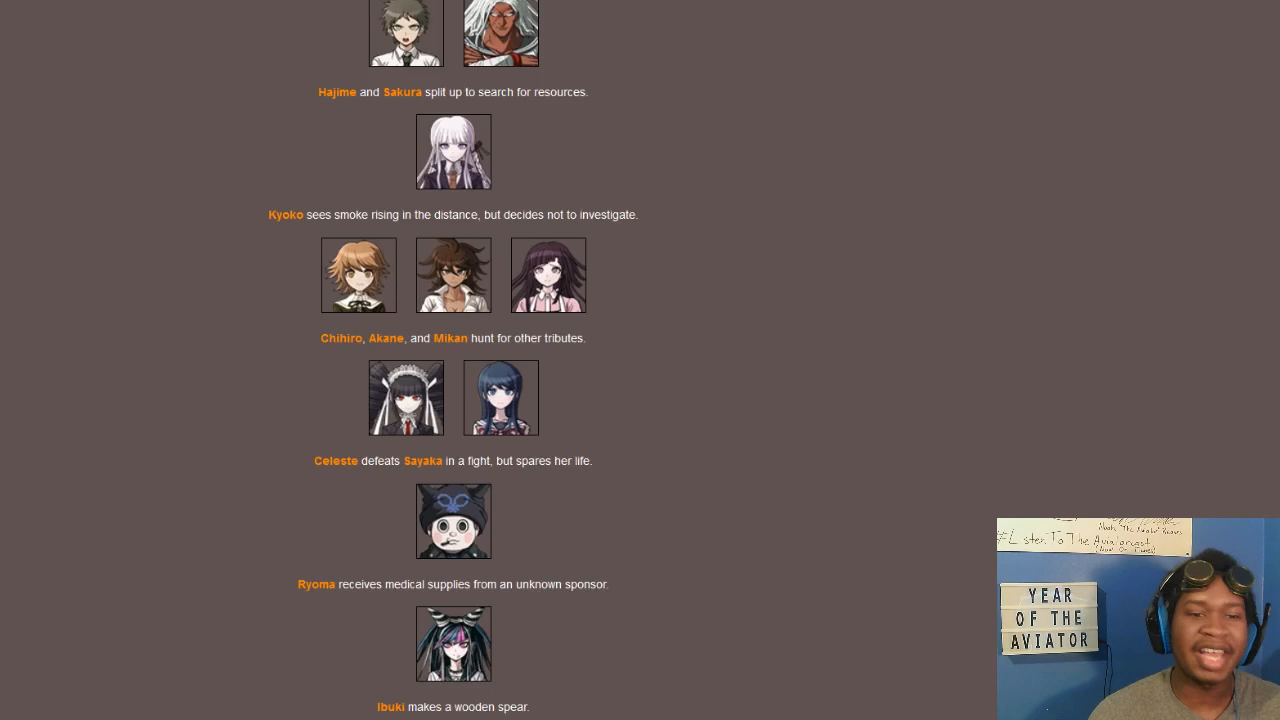 Hajime and Sakura split up to search for resources.
Kyoko sees smoke rising in the distance, but decides not to investigate.
Chihiro, Akane, and Mikan hunt for other tributes.
Celeste defeats Sayaka in a fight, but spares her life.
Ryoma receives medical supplies from an unknown sponsor.
Ibuki makes a wooden spear.
YEAR
OF THE
AVIATOR